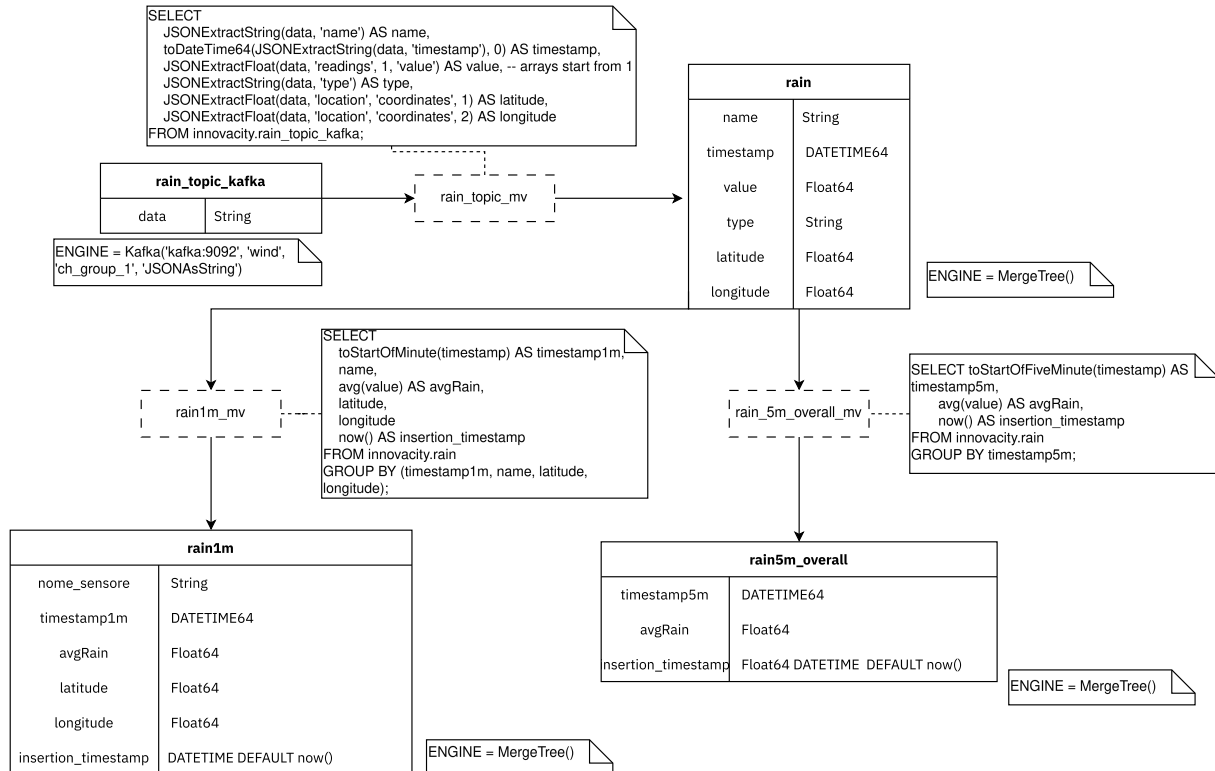 SELECT
JSONExtractString(data, 'name') AS name,
toDateTime64(JSONExtractString(data, 'timestamp'), 0) AS timestamp,
JSONExtractFloat(data, 'readings', 1, 'value') AS value, -- arrays start from 1
JSONExtractString(data, 'type') AS type,
JSONExtractFloat(data, 'location', 'coordinates', 1) AS latitude,
JSONExtractFloat(data, 'location', 'coordinates', 2) AS longitude
FROM innovacity.rain_topic_kafka;
rain_topic_kafka
data String
ENGINE = Kafka('kafka:9092', 'wind',
'ch_group_1', 'JSONAsString')
rain_topic_mv
rain
name String
timestamp DATETIME64
value Float64
type String
latitude Float64
longitude Float64
ENGINE = MergeTree()
rain1m_mv
SELECT
toStartOfMinute(timestamp) AS timestamp1m,
name,
avg(value) AS avgRain,
latitude,
longitude
now() AS insertion_timestamp
FROM innovacity.rain
GROUP BY (timestamp1m, name, latitude,
longitude);
rain_5m_overall_mv
SELECT toStartOfFiveMinute(timestamp) AS
timestamp5m,
avg(value) AS avgRain,
now() AS insertion_timestamp
FROM innovacity.rain
GROUP BY timestamp5m;
rain1m
nome_sensore String
timestamp1m DATETIME64
avgRain Float64
latitude Float64
longitude Float64
insertion_timestamp DATETIME DEFAULT now()
ENGINE = MergeTree()
rain5m_overall
timestamp5m DATETIME64
avgRain Float64
insertion_timestamp Float64 DATETIME DEFAULT now()
ENGINE = MergeTree()